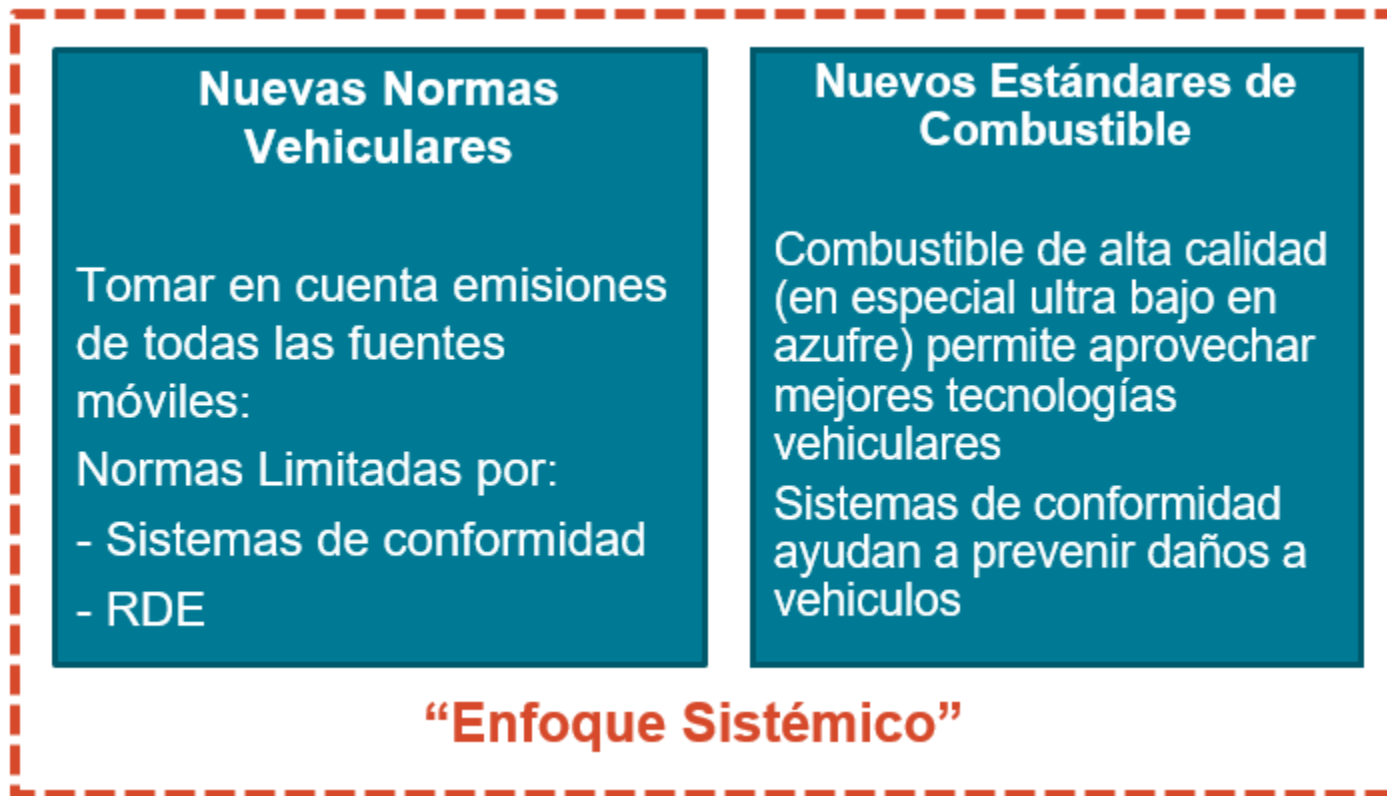 Nuevas Normas
Vehiculares
Tomar en cuenta emisiones
de todas las fuentes
móviles:
Normas Limitadas por:
- Sistemas de conformidad
- RDE
Nuevos Estándares de
Combustible
Combustible de alta calidad
(en especial ultra bajo en
azufre) permite aprovechar
mejores tecnologías
vehiculares
Sistemas de conformidad
ayudan a prevenir daños a
vehiculos
“Enfoque Sistémico”